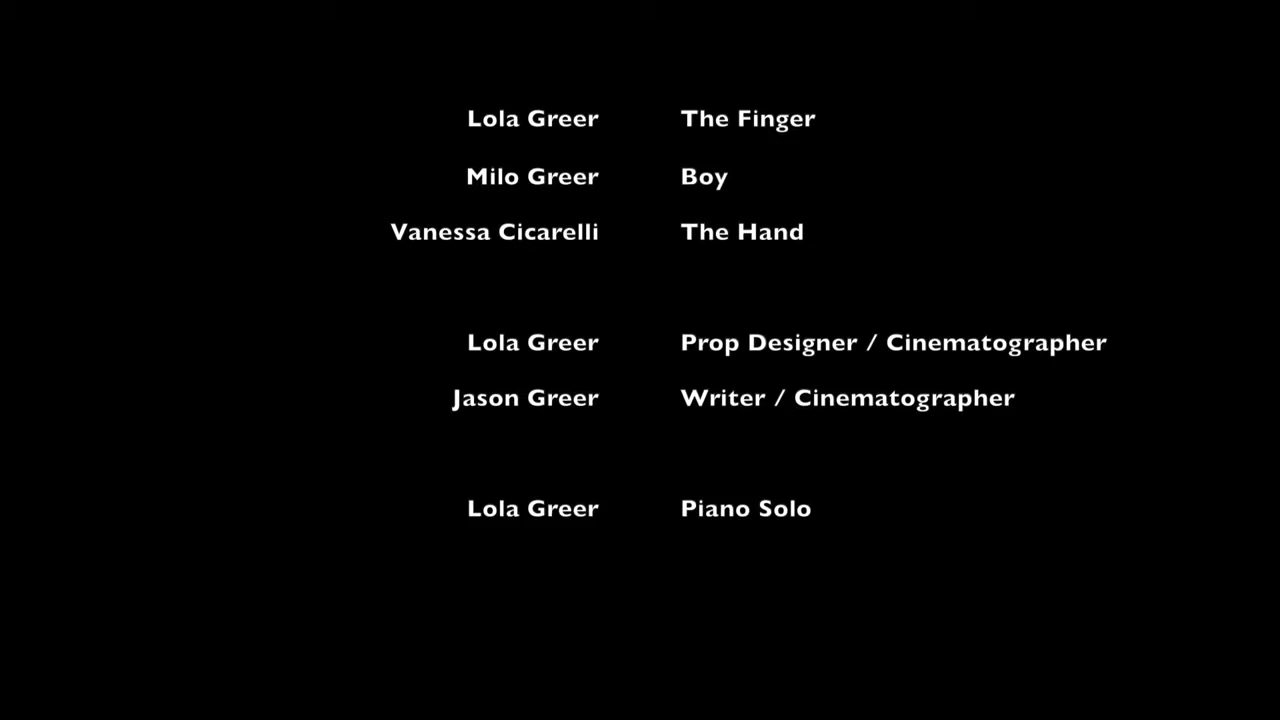 Lola Greer The Finger
Milo Greer Boy
Vanessa Cicarelli The Hand
Lola Greer Prop Designer / Cinematographer
Jason Greer Writer / Cinematographer
Lola Greer Piano Solo